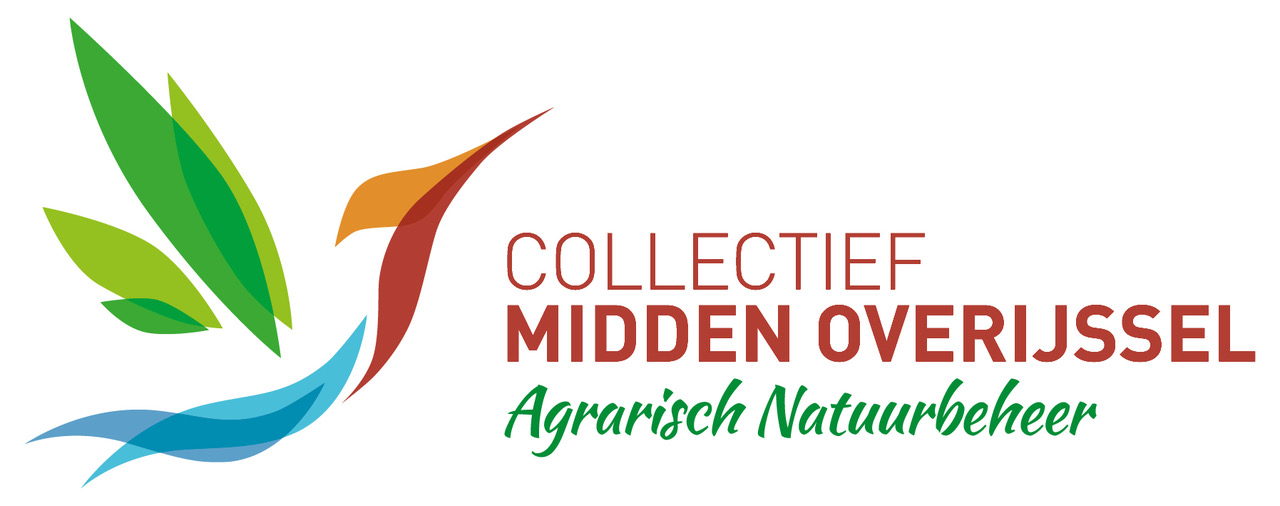 COLLECTIEF
MIDDEN OVERIJSSEL
Agrarisch Natuurbeheer